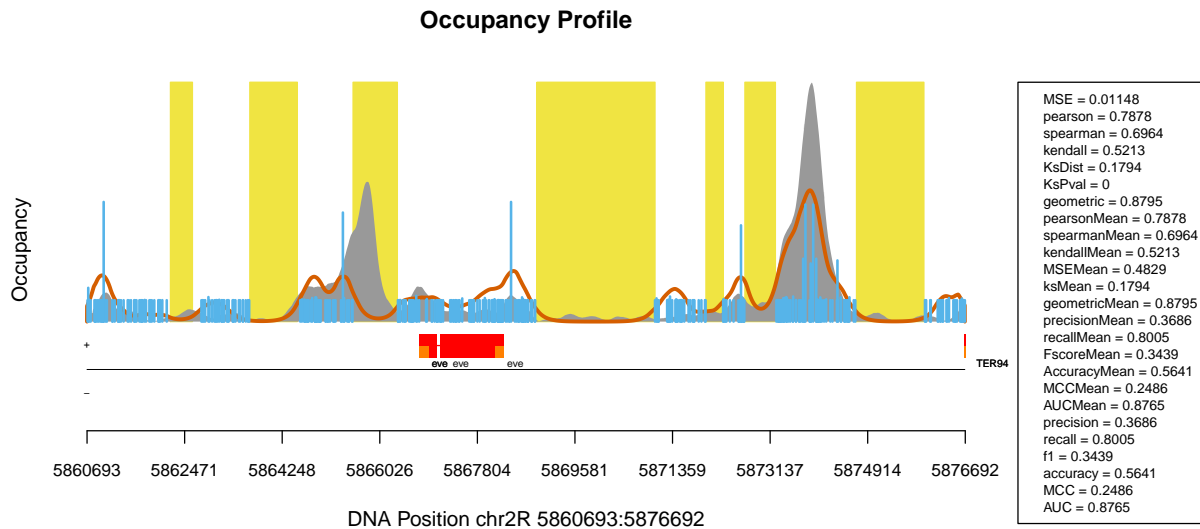 Occupancy Profile
Occupancy
MSE = 0.01148
pearson = 0.7878
spearman = 0.6964
kendall = 0.5213
KsDist = 0.1794
KsPval = 0
geometric = 0.8795
pearsonMean = 0.7878
spearmanMean = 0.6964
kendallMean = 0.5213
MSEMean = 0.4829
ksMean = 0.1794
geometricMean = 0.8795
precisionMean = 0.3686
recallMean = 0.8005
FscoreMean = 0.3439
AccuracyMean = 0.5641
MCCMean = 0.2486
AUCMean = 0.8765
precision = 0.3686
recall = 0.8005
f1 = 0.3439
accuracy = 0.5641
MCC = 0.2486
AUC = 0.8765
+
eve eve eve
TER94
−
5860693 5862471 5864248 5866026 5867804 5869581 5871359 5873137 5874914 5876692
DNA Position chr2R 5860693:5876692